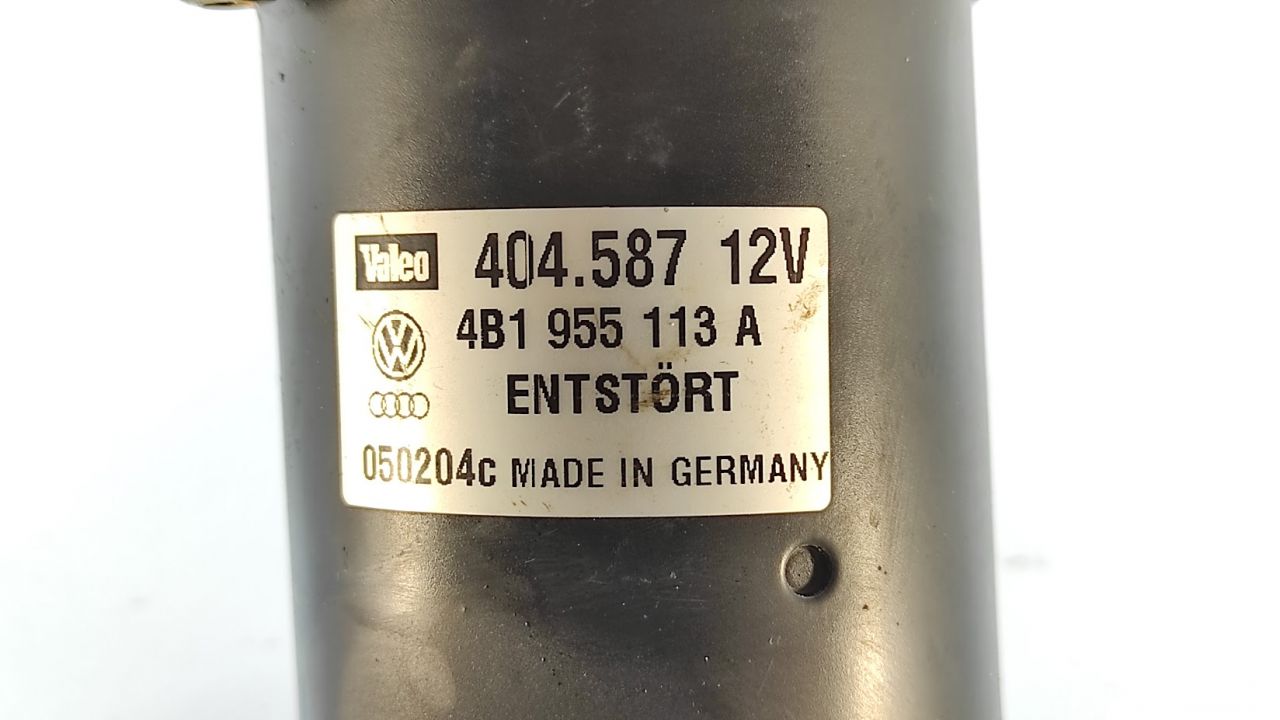 Valeo 404.587 12V
4B1 955 113 A
ENTSTÖRT
050204c MADE IN GERMANY